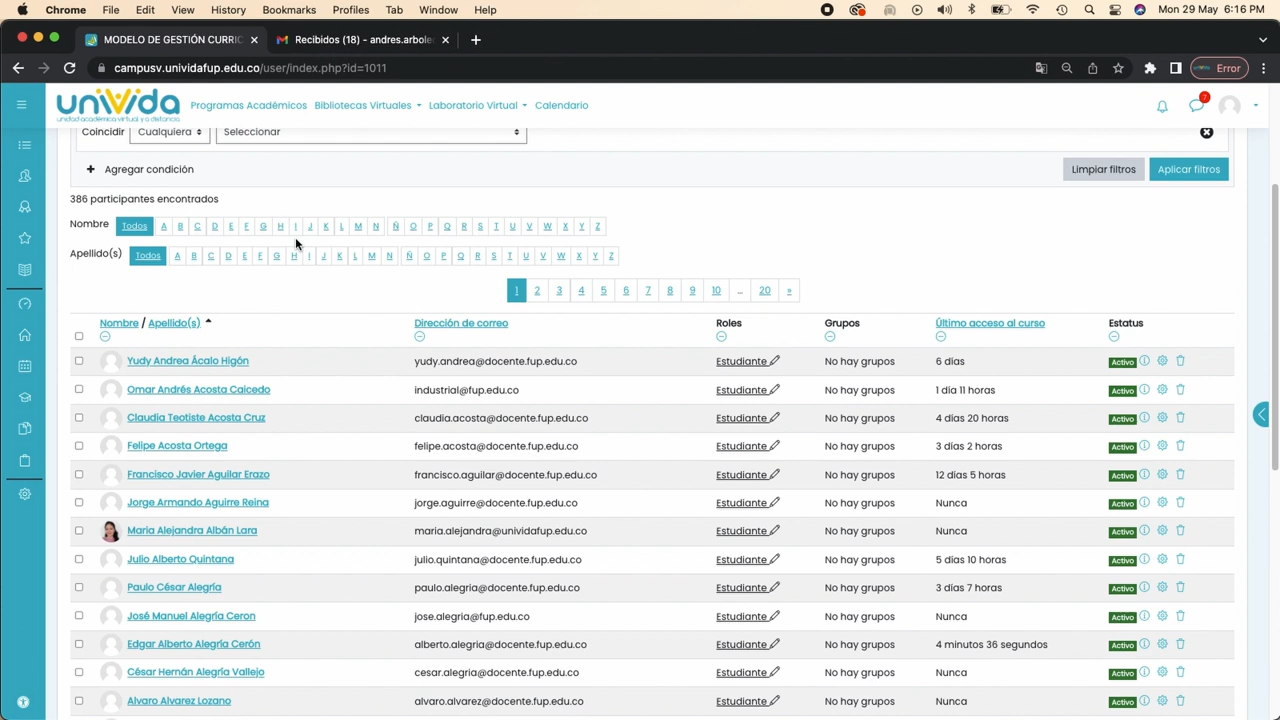 Chrome File Edit View History Bookmarks Profiles Tab Window Help Mon 29 May 6:16 PM
MODELO DE GESTIÓN CURRIC Recibidos (18) - andres.arbole
campusv.unividafup.edu.co/user/index.php?id=1011 Error
uniVida Programas Académicos Bibliotecas Virtuales Laboratorio Virtual Calendario 7
unidad académica virtual y a distancia
Coincidir Cualquiera Seleccionar
Agregar condición Limpiar filtros Aplicar filtros
386 participantes encontrados
Nombre Todos A B C D E F G H I J K L M N Ñ O P Q R S T U V W X Y Z
Apellido(s) Todos A B C D E F G H I J K L M N Ñ O P Q R S T U V W X Y Z
1 2 3 4 5 6 7 8 9 10 ... 20 »
Nombre / Apellido(s) Dirección de correo Roles Grupos Último acceso al curso Estatus
Yudy Andrea Ácalo Higón yudy.andrea@docente.fup.edu.co Estudiante No hay grupos 6 días Activo
Omar Andrés Acosta Caicedo industrial@fup.edu.co Estudiante No hay grupos 1 día 11 horas Activo
Claudia Teotiste Acosta Cruz claudia.acosta@docente.fup.edu.co Estudiante No hay grupos 4 días 20 horas Activo
Felipe Acosta Ortega felipe.acosta@docente.fup.edu.co Estudiante No hay grupos 3 días 2 horas Activo
Francisco Javier Aguilar Erazo francisco.aguilar@docente.fup.edu.co Estudiante No hay grupos 12 días 5 horas Activo
Jorge Armando Aguirre Reina jorge.aguirre@docente.fup.edu.co Estudiante No hay grupos Nunca Activo
Maria Alejandra Albán Lara maria.alejandra@unividafup.edu.co Estudiante No hay grupos Nunca Activo
Julio Alberto Quintana julio.quintana@docente.fup.edu.co Estudiante No hay grupos 5 días 10 horas Activo
Paulo César Alegría paulo.alegria@docente.fup.edu.co Estudiante No hay grupos 3 días 7 horas Activo
José Manuel Alegría Ceron jose.alegria@fup.edu.co Estudiante No hay grupos Nunca Activo
Edgar Alberto Alegría Cerón alberto.alegria@docente.fup.edu.co Estudiante No hay grupos 4 minutos 36 segundos Activo
César Hernán Alegría Vallejo cesar.alegria@docente.fup.edu.co Estudiante No hay grupos Nunca Activo
Alvaro Alvarez Lozano alvaro.alvarez@docente.fup.edu.co Estudiante No hay grupos Nunca Activo